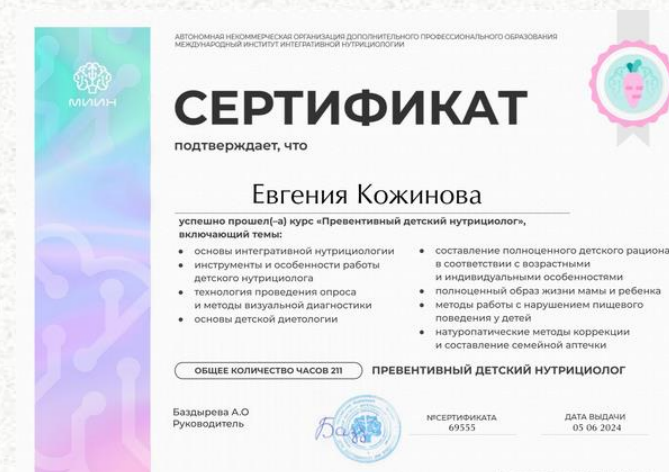 АВТОНОМНАЯ НЕКОММЕРЧЕСКАЯ ОРГАНИЗАЦИЯ ДОПОЛНИТЕЛЬНОГО ПРОФЕССИОНАЛЬНОГО ОБРАЗОВАНИЯ
МЕЖДУНАРОДНЫЙ ИНСТИТУТ ИНТЕГРАТИВНОЙ НУТРИЦИОЛОГИИ
МИИН
СЕРТИФИКАТ
подтверждает, что
Евгения Кожинова
успешно прошел(-а) курс «Превентивный детский нутрициолог»,
включающий темы:
• основы интегративной нутрициологии
• инструменты и особенности работы
детского нутрициолога
• технология проведения опроса
и методы визуальной диагностики
• основы детской диетологии
• составление полноценного детского рациона
в соответствии с возрастными
и индивидуальными особенностями
• полноценный образ жизни мамы и ребенка
• методы работы с нарушением пищевого
поведения у детей
• натуропатические методы коррекции
и составление семейной аптечки
ОБЩЕЕ КОЛИЧЕСТВО ЧАСОВ 211
ПРЕВЕНТИВНЫЙ ДЕТСКИЙ НУТРИЦИОЛОГ
Баздырева А.О
Руководитель
№СЕРТИФИКАТА
69555
ДАТА ВЫДАЧИ
05 06 2024